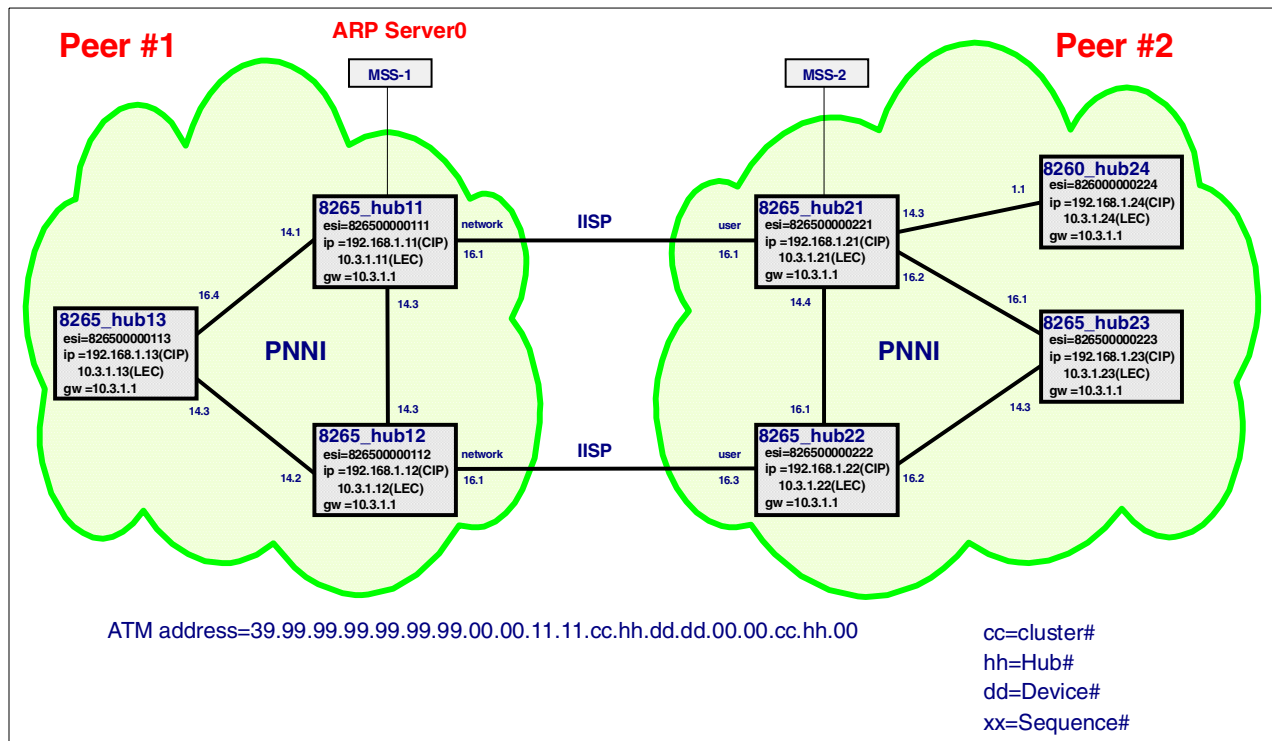 ARP Server0
Peer #1
Peer #2
MSS-1
MSS-2
8265_hub11
esi=826500000111
ip =192.168.1.11(CIP)
10.3.1.11(LEC)
gw =10.3.1.1
network
16.1
IISP
user
16.1
8265_hub21
esi=826500000221
ip =192.168.1.21(CIP)
10.3.1.21(LEC)
gw =10.3.1.1
14.3
1.1
8260_hub24
esi=826000000224
ip =192.168.1.24(CIP)
10.3.1.24(LEC)
gw =10.3.1.1
14.1
16.4
14.3
14.4
16.2
16.1
8265_hub13
esi=826500000113
ip =192.168.1.13(CIP)
10.3.1.13(LEC)
gw =10.3.1.1
PNNI
PNNI
8265_hub23
esi=826500000223
ip =192.168.1.23(CIP)
10.3.1.23(LEC)
gw =10.3.1.1
14.3
14.3
16.1
14.3
14.2
8265_hub12
esi=826500000112
ip =192.168.1.12(CIP)
10.3.1.12(LEC)
gw =10.3.1.1
network
16.1
IISP
user
16.3
8265_hub22
esi=826500000222
ip =192.168.1.22(CIP)
10.3.1.22(LEC)
gw =10.3.1.1
16.2
ATM address=39.99.99.99.99.99.99.00.00.11.11.cc.hh.dd.dd.00.00.cc.hh.00
cc=cluster#
hh=Hub#
dd=Device#
xx=Sequence#